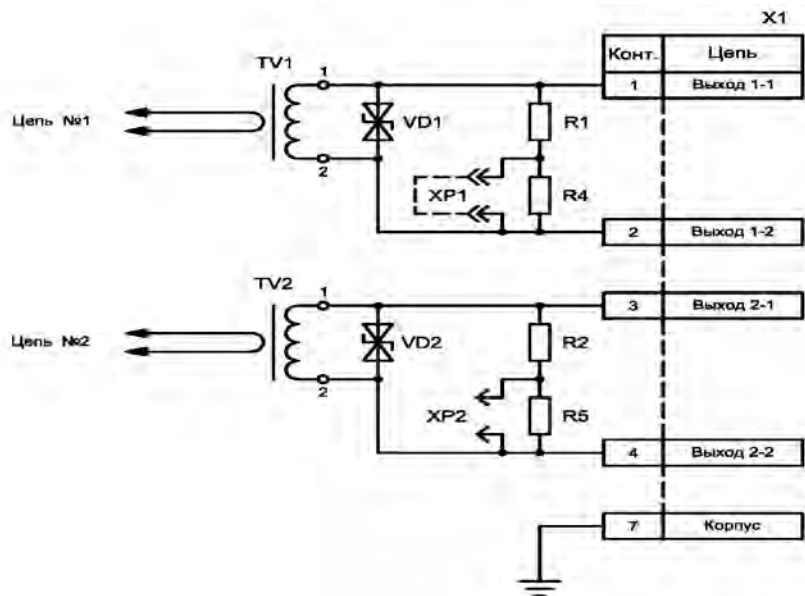 X1
Конт. Цепь
TV1
1
1 Выход 1-1
Цепь №1
VD1
R1
2
XP1
R4
2 Выход 1-2
TV2
1
3 Выход 2-1
Цепь №2
VD2
R2
2
XP2
R5
4 Выход 2-2
7 Корпус